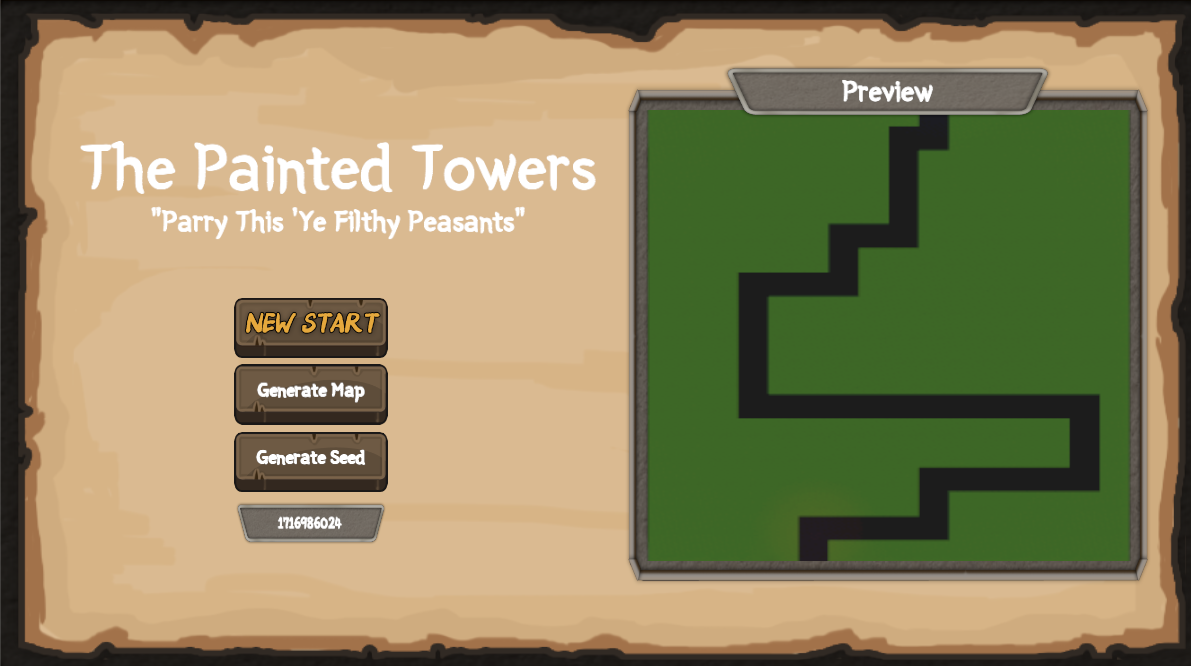 Preview
The Painted Towers
"Parry This 'Ye Filthy Peasants"
NEW START
Generate Map
Generate Seed
1716986024